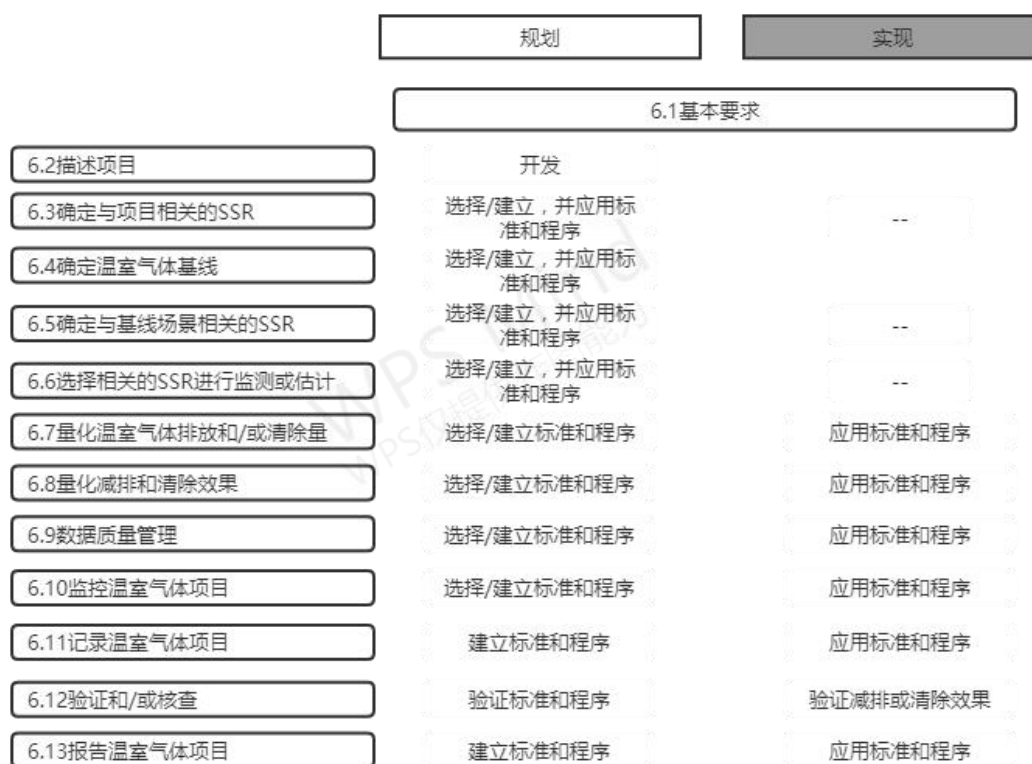 规划
实现
6.1基本要求
6.2描述项目
开发
6.3确定与项目相关的SSR
选择/建立，并应用标
准和程序
--
6.4确定温室气体基线
选择/建立，并应用标
准和程序
6.5确定与基线场景相关的SSR
选择/建立，并应用标
准和程序
--
6.6选择相关的SSR进行监测或估计
选择/建立，并应用标
准和程序
--
6.7量化温室气体排放和/或清除量
选择/建立标准和程序
应用标准和程序
6.8量化减排和清除效果
选择/建立标准和程序
应用标准和程序
6.9数据质量管理
选择/建立标准和程序
应用标准和程序
6.10监控温室气体项目
选择/建立标准和程序
应用标准和程序
6.11记录温室气体项目
建立标准和程序
应用标准和程序
6.12验证和/或核查
验证标准和程序
验证减排或清除效果
6.13报告温室气体项目
建立标准和程序
应用标准和程序